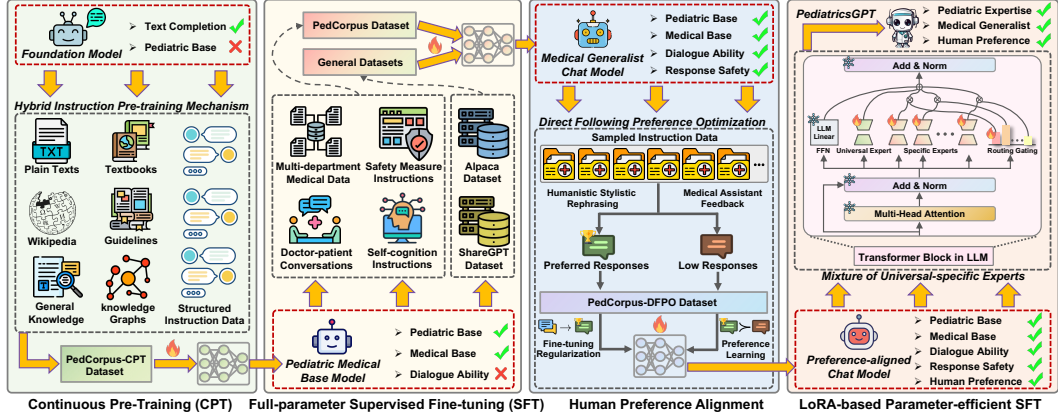 Foundation Model
Text Completion
Pediatric Base
Hybrid Instruction Pre-training Mechanism
TXT
Plain Texts
Textbooks
Wikipedia
Guidelines
General
Knowledge
knowledge
Graphs
Structured
Instruction Data
PedCorpus-CPT
Dataset
Continuous Pre-Training (CPT)
PedCorpus Dataset
General Datasets
Multi-department
Medical Data
Safety Measure
Instructions
Alpaca
Dataset
Doctor-patient
Conversations
Self-cognition
Instructions
ShareGPT
Dataset
Pediatric Medical
Base Model
Pediatric Base
Medical Base
Dialogue Ability
Full-parameter Supervised Fine-tuning (SFT)
Medical Generalist
Chat Model
Pediatric Base
Medical Base
Dialogue Ability
Response Safety
Direct Following Preference Optimization
Sampled Instruction Data
...
Humanistic Stylistic
Rephrasing
Medical Assistant
Feedback
Preferred Responses
Low Responses
PedCorpus-DFPO Dataset
Fine-tuning
Regularization
Preference
Learning
Human Preference Alignment
PediatricsGPT
Pediatric Expertise
Medical Generalist
Human Preference
Add & Norm
LLM
Linear
FFN
Universal Expert
Specific Experts
Routing Gating
Add & Norm
Multi-Head Attention
Transformer Block in LLM
Mixture of Universal-specific Experts
Preference-aligned
Chat Model
Pediatric Base
Medical Base
Dialogue Ability
Response Safety
Human Preference
LoRA-based Parameter-efficient SFT